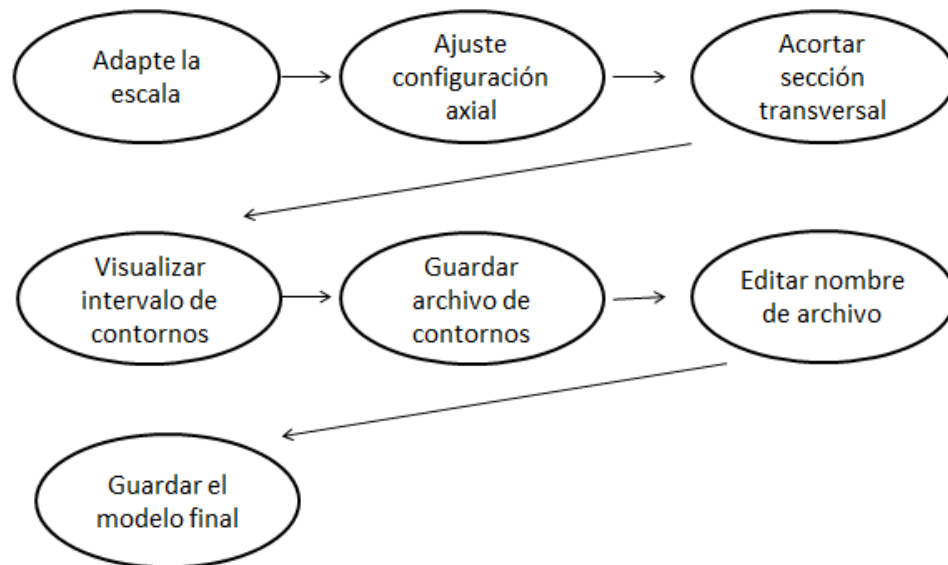 Adapte la
escala
Ajuste
configuración
axial
Acortar
sección
transversal
Visualizar
intervalo de
contornos
Guardar
archivo de
contornos
Editar nombre
de archivo
Guardar el
modelo final